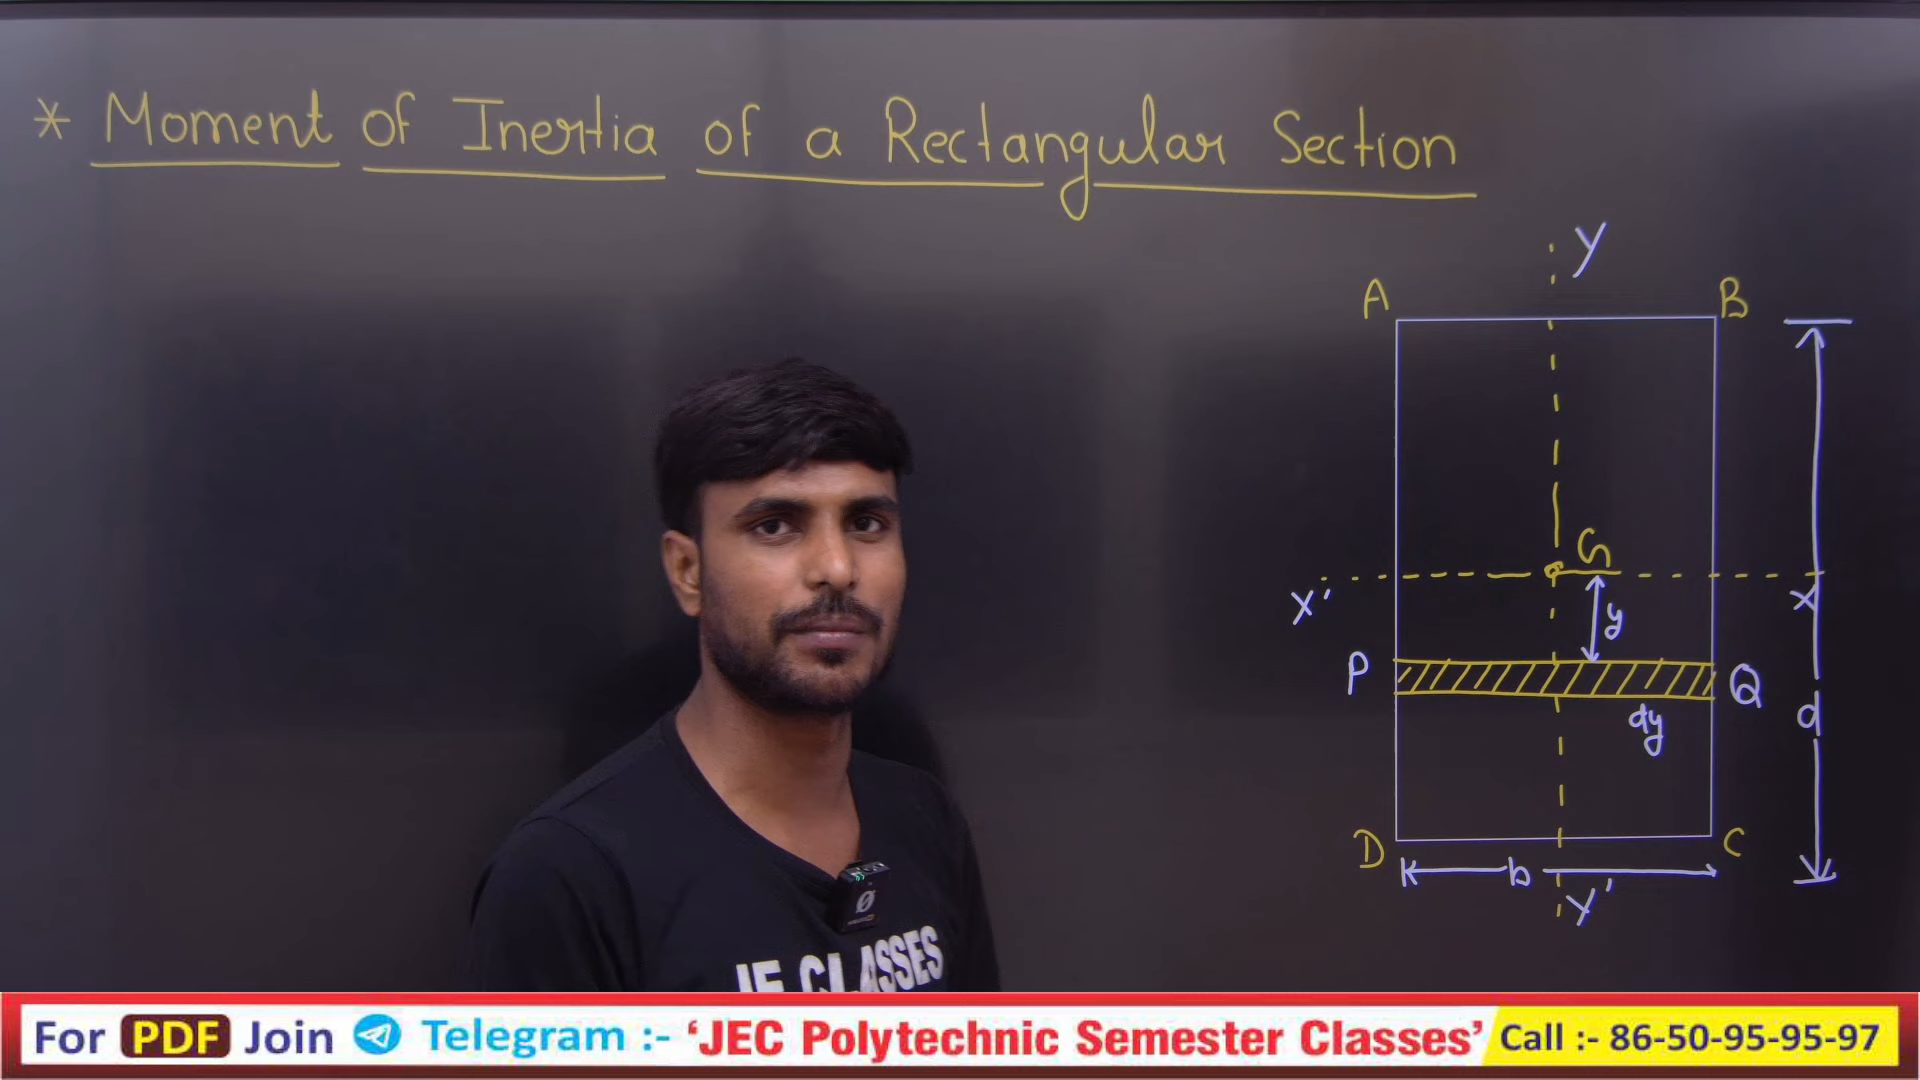 * Moment of Inertia of a Rectangular Section
Y
A
B
G
X'
X
y
P
Q
dy
d
D
C
b
Y'
JE CLASSES
For PDF Join Telegram :- 'JEC Polytechnic Semester Classes' Call :- 86-50-95-95-97